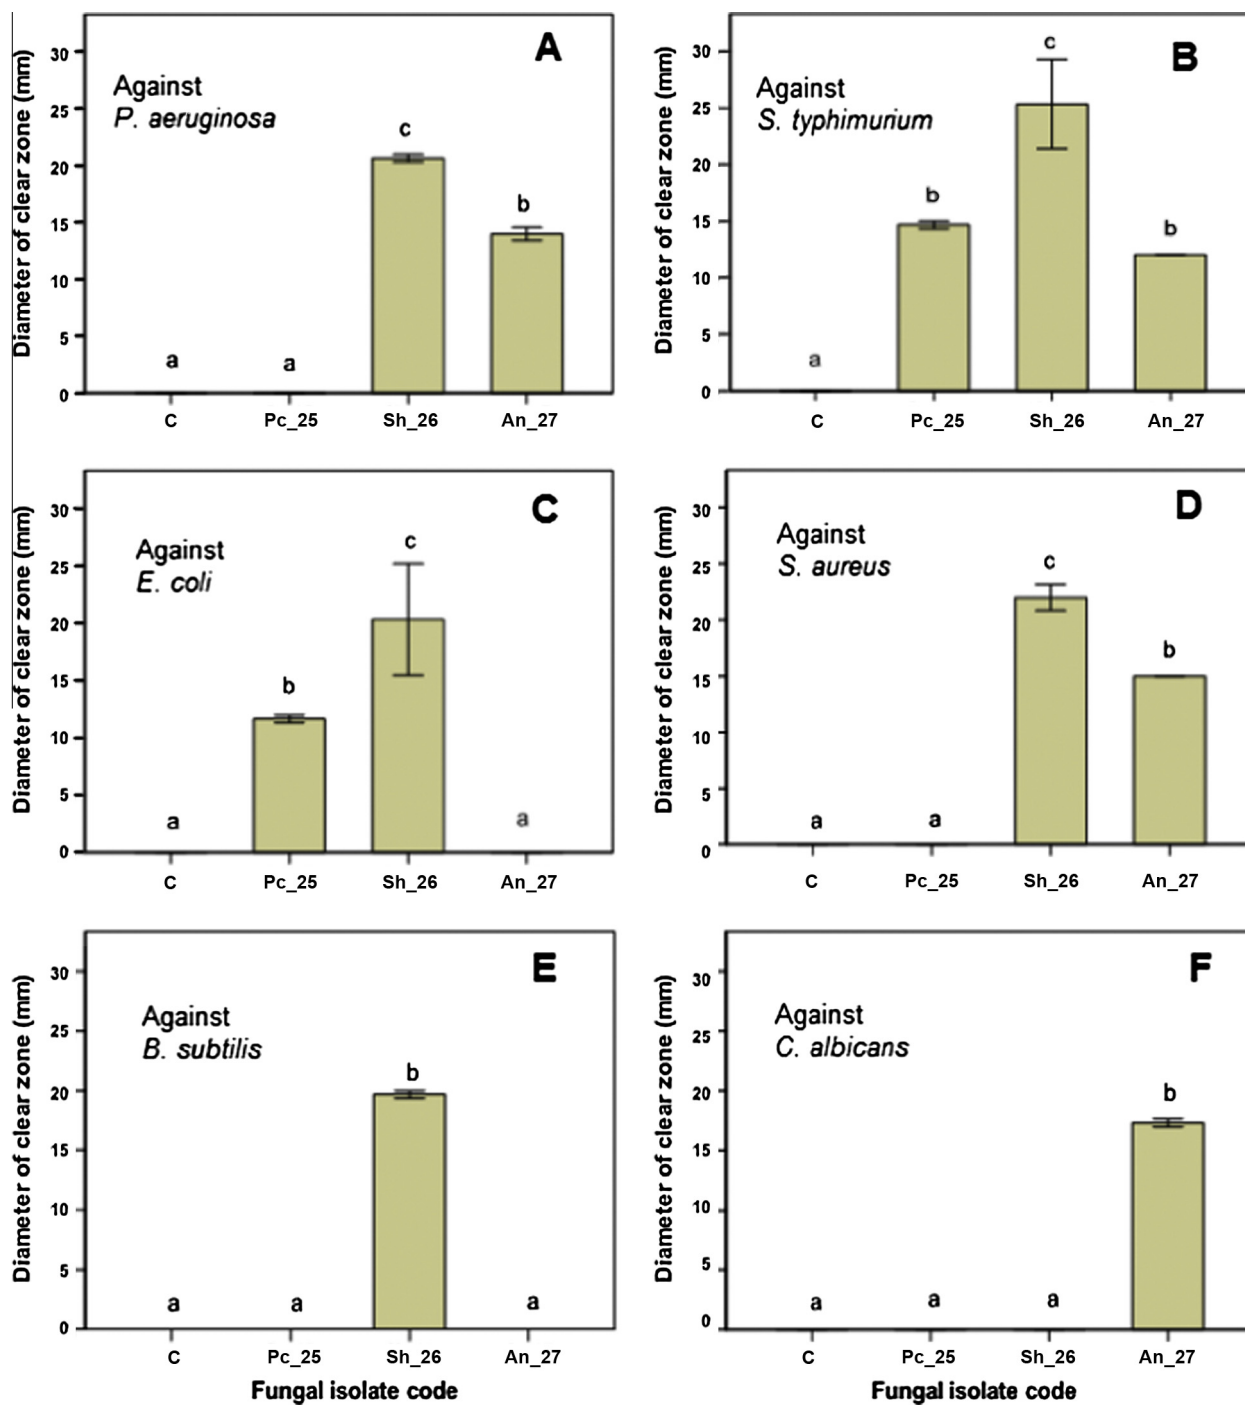 A
Against
P. aeruginosa
Diameter of clear zone (mm)
30
25
20
15
10
5
0
c
b
a
a
C
Pc_25
Sh_26
An_27
B
Against
S. typhimurium
Diameter of clear zone (mm)
30
25
20
15
10
5
0
c
b
b
a
C
Pc_25
Sh_26
An_27
C
Against
E. coli
Diameter of clear zone (mm)
30
25
20
15
10
5
0
c
b
a
a
C
Pc_25
Sh_26
An_27
D
Against
S. aureus
Diameter of clear zone (mm)
30
25
20
15
10
5
0
c
b
a
a
C
Pc_25
Sh_26
An_27
E
Against
B. subtilis
Diameter of clear zone (mm)
30
25
20
15
10
5
0
b
a
a
a
C
Pc_25
Sh_26
An_27
Fungal isolate code
F
Against
C. albicans
Diameter of clear zone (mm)
30
25
20
15
10
5
0
b
a
a
a
C
Pc_25
Sh_26
An_27
Fungal isolate code